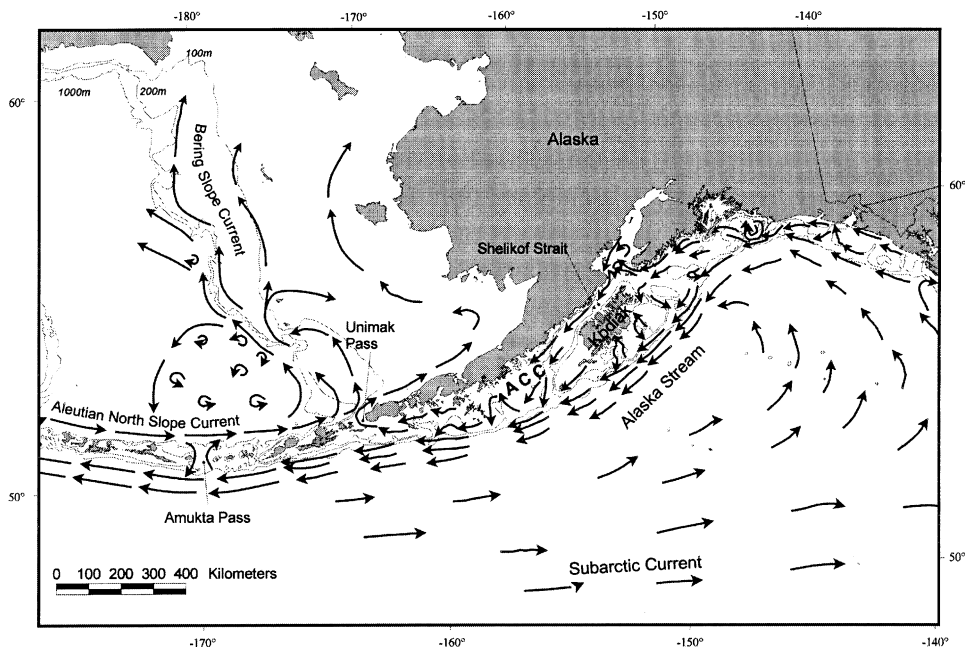 -180° -170° -160° -150° -140°
100m
1000m 200m
60°
Alaska
Bering Slope Current
60°
Shelikof Strait
Unimak
Pass
Kodiak
ACC
Alaska Stream
Aleutian North Slope Current
50°
Amukta Pass
50°
0 100 200 300 400 Kilometers
Subarctic Current
-170° -160° -150° -140°